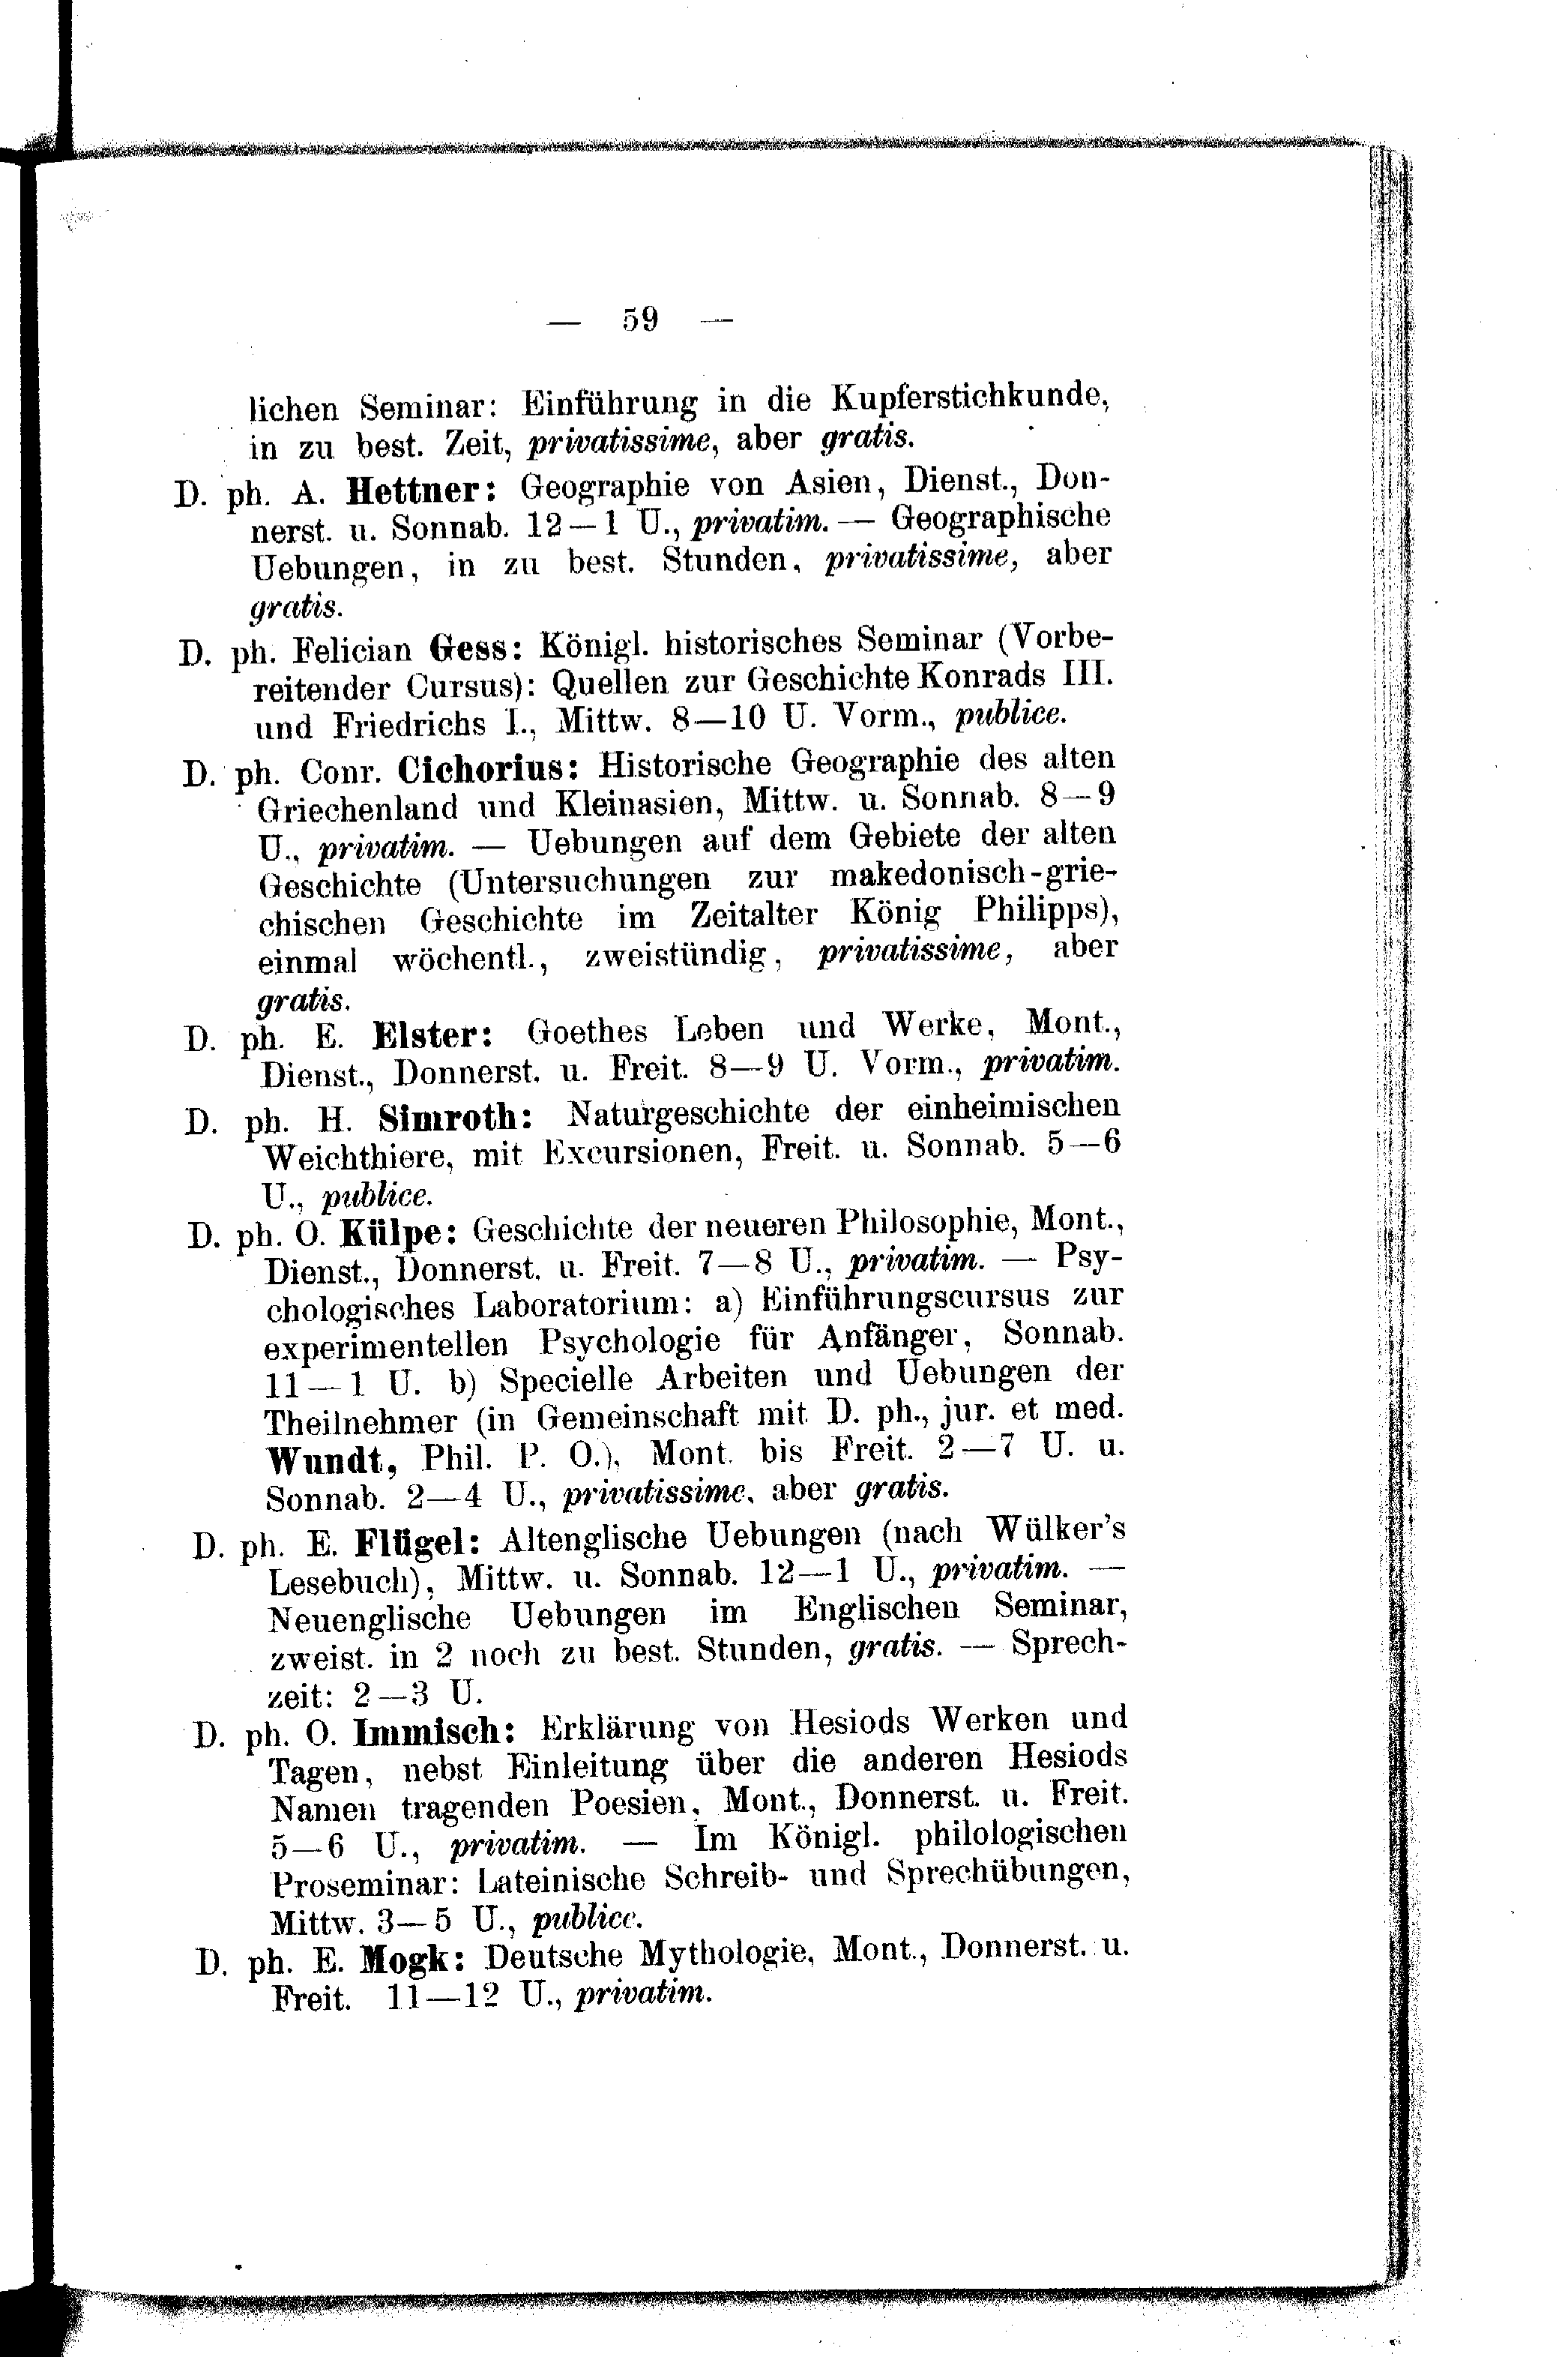 — 59 —
lichen Seminar: Einführung in die Kupferstichkunde,
in zu best. Zeit, privatissime, aber gratis.
D. ph. A. Hettner: Geographie von Asien, Dienst., Don-
nerst. u. Sonnab. 12—1 U., privatim. — Geographische
Uebungen, in zu best. Stunden, privatissime, aber
gratis.
D. ph. Felician Gess: Königl. historisches Seminar (Vorbe-
reitender Cursus): Quellen zur Geschichte Konrads III.
und Friedrichs I., Mittw. 8—10 U. Vorm., publice.
D. ph. Conr. Cichorius: Historische Geographie des alten
Griechenland und Kleinasien, Mittw. u. Sonnab. 8—9
U., privatim. — Uebungen auf dem Gebiete der alten
Geschichte (Untersuchungen zur makedonisch-grie-
chischen Geschichte im Zeitalter König Philipps),
einmal wöchentl., zweistündig, privatissime, aber
gratis.
D. ph. E. Elster: Goethes Leben und Werke, Mont.,
Dienst., Donnerst. u. Freit. 8—9 U. Vorm., privatim.
D. ph. H. Simroth: Naturgeschichte der einheimischen
Weichthiere, mit Excursionen, Freit. u. Sonnab. 5—6
U., publice.
D. ph. O. Külpe: Geschichte der neueren Philosophie, Mont.,
Dienst., Donnerst. u. Freit. 7—8 U., privatim. — Psy-
chologisches Laboratorium: a) Einführungscursus zur
experimentellen Psychologie für Anfänger, Sonnab.
11—1 U. b) Specielle Arbeiten und Uebungen der
Theilnehmer (in Gemeinschaft mit D. ph., jur. et med.
Wundt, Phil. P. O.), Mont. bis Freit. 2—7 U. u.
Sonnab. 2—4 U., privatissime, aber gratis.
D. ph. E. Flügel: Altenglische Uebungen (nach Wülker's
Lesebuch), Mittw. u. Sonnab. 12—1 U., privatim. —
Neuenglische Uebungen im Englischen Seminar,
zweist. in 2 noch zu best. Stunden, gratis. — Sprech-
zeit: 2—3 U.
D. ph. O. Immisch: Erklärung von Hesiods Werken und
Tagen, nebst Einleitung über die anderen Hesiods
Namen tragenden Poesien, Mont., Donnerst. u. Freit.
5—6 U., privatim. — Im Königl. philologischen
Proseminar: Lateinische Schreib- und Sprechübungen,
Mittw. 3—5 U., publice.
D. ph. E. Mogk: Deutsche Mythologie, Mont., Donnerst. u.
Freit. 11—12 U., privatim.